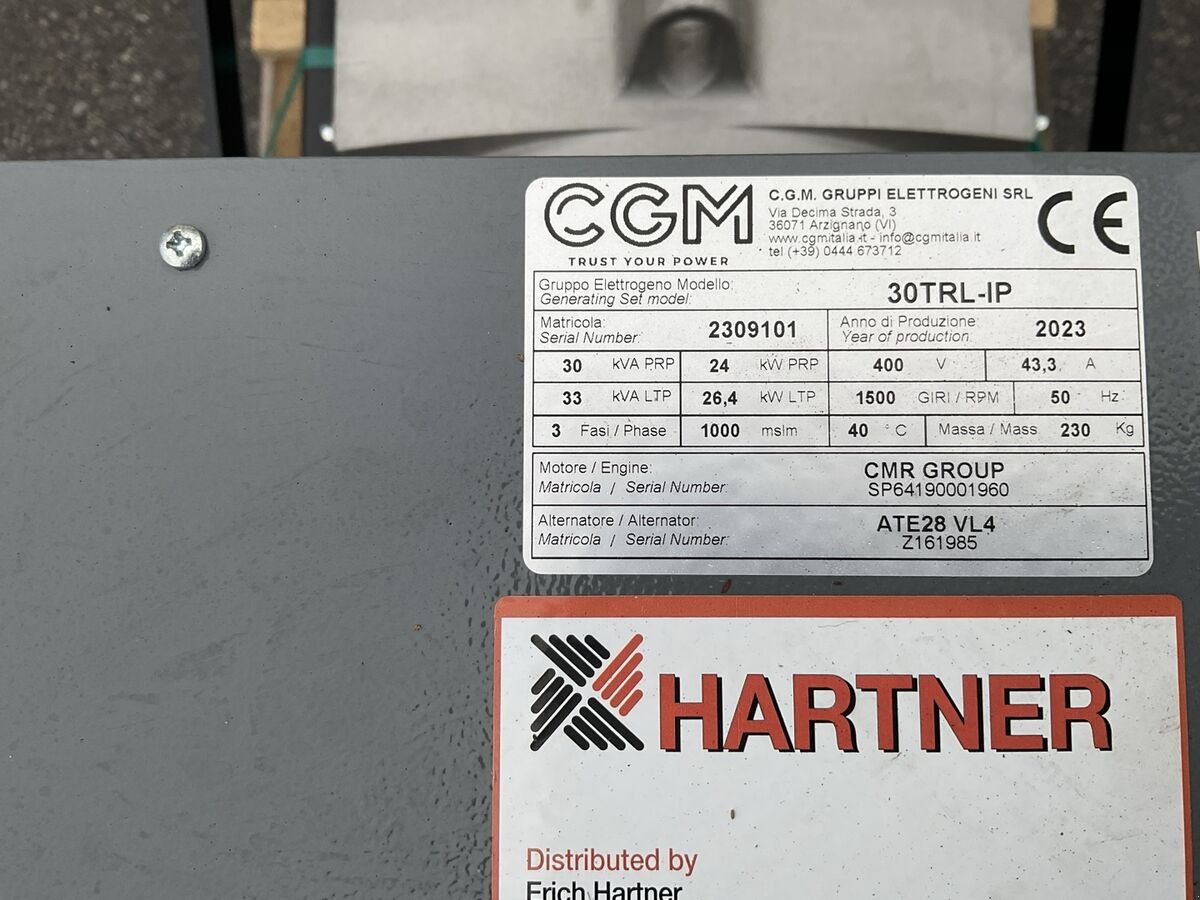 CGM
TRUST YOUR POWER
C.G.M. GRUPPI ELETTROGENI SRL
Via Decima Strada, 3
36071 Arzignano (VI)
www.cgmitalia.it - info@cgmitalia.it
tel (+39) 0444 673712
CE
Gruppo Elettrogeno Modello:
Generating Set model:
30TRL-IP
Matricola:
Serial Number:
2309101
Anno di Produzione:
Year of production:
2023
30 kVA PRP 24 kW PRP 400 V 43,3 A
33 kVA LTP 26,4 kW LTP 1500 GIRI / RPM 50 Hz
3 Fasi / Phase 1000 mslm 40 °C Massa / Mass 230 Kg
Motore / Engine: CMR GROUP
Matricola / Serial Number: SP64190001960
Alternatore / Alternator: ATE28 VL4
Matricola / Serial Number: Z161985
HARTNER
Distributed by
Erich Hartner